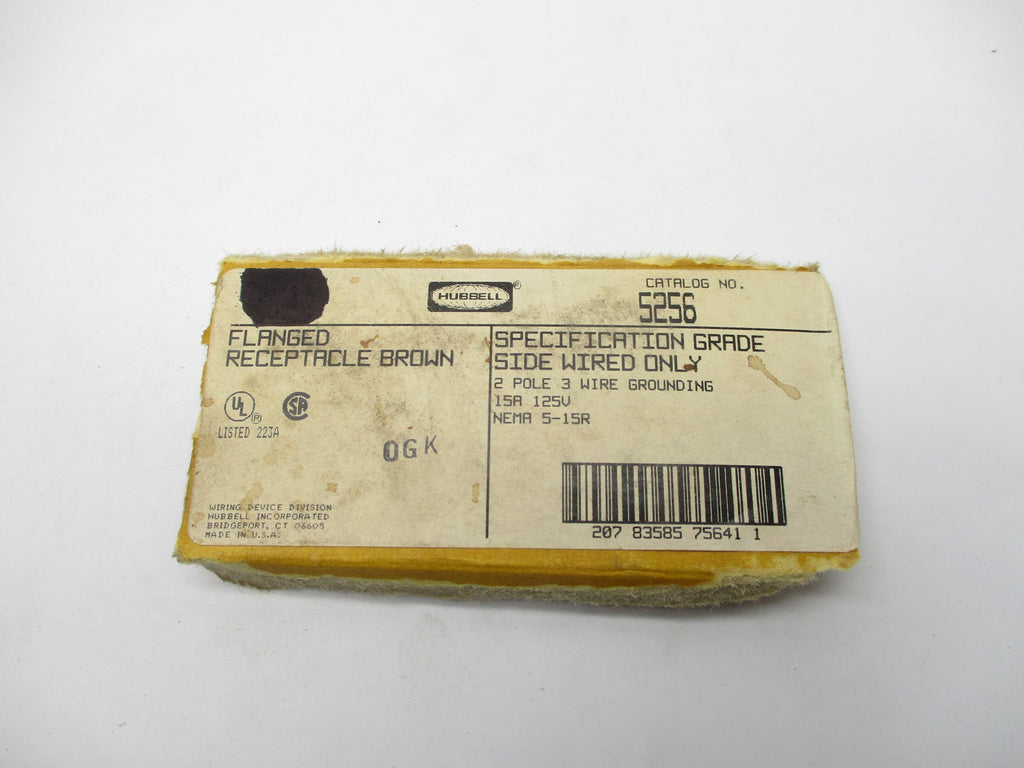 HUBBELL®
CATALOG NO.
5256
FLANGED
RECEPTACLE BROWN
UL®
LISTED 223A
SA
OGK
WIRING DEVICE DIVISION
HUBBELL INCORPORATED
BRIDGEPORT, CT 06605
MADE IN U.S.A.
SPECIFICATION GRADE
SIDE WIRED ONLY
2 POLE 3 WIRE GROUNDING
15A 125V
NEMA 5-15R
207 83585 75641 1